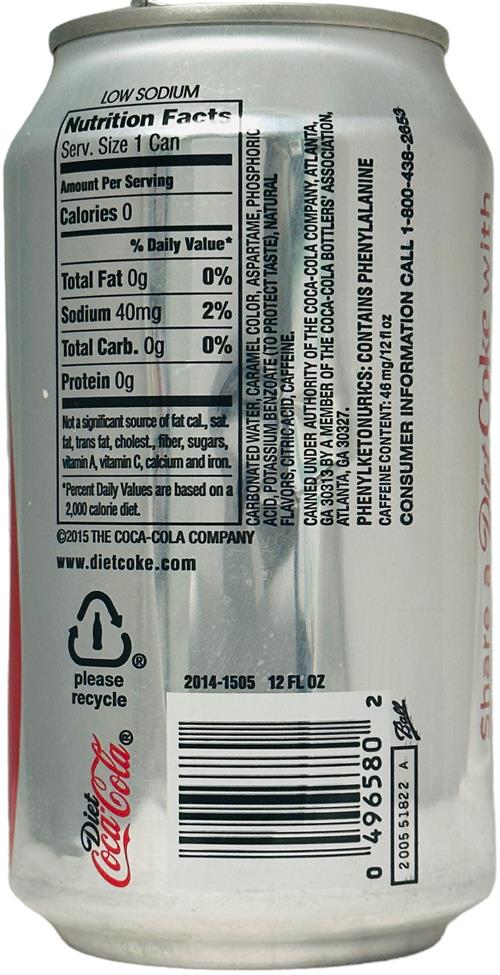 LOW SODIUM
Nutrition Facts
Serv. Size 1 Can
Amount Per Serving
Calories 0
% Daily Value*
Total Fat 0g 0%
Sodium 40mg 2%
Total Carb. 0g 0%
Protein 0g
Not a significant source of fat cal., sat.
fat, trans fat, cholest., fiber, sugars,
vitamin A, vitamin C, calcium and iron.
*Percent Daily Values are based on a
2,000 calorie diet.
©2015 THE COCA-COLA COMPANY
www.dietcoke.com
CARBONATED WATER, CARAMEL COLOR, ASPARTAME, PHOSPHORIC
ACID, POTASSIUM BENZOATE (TO PROTECT TASTE), NATURAL
FLAVORS, CITRIC ACID, CAFFEINE.
CANNED UNDER AUTHORITY OF THE COCA-COLA COMPANY, ATLANTA,
GA 30313 BY A MEMBER OF THE COCA-COLA BOTTLERS' ASSOCIATION,
ATLANTA, GA 30327.
PHENYLKETONURICS: CONTAINS PHENYLALANINE
CAFFEINE CONTENT: 46 mg/12 fl oz
CONSUMER INFORMATION CALL 1-800-438-2653
Share a Diet Coke with
please
recycle
®
Diet
Coca-Cola®
2014-1505 12 FL OZ
0 496580 2
Ball
2005 51822 A